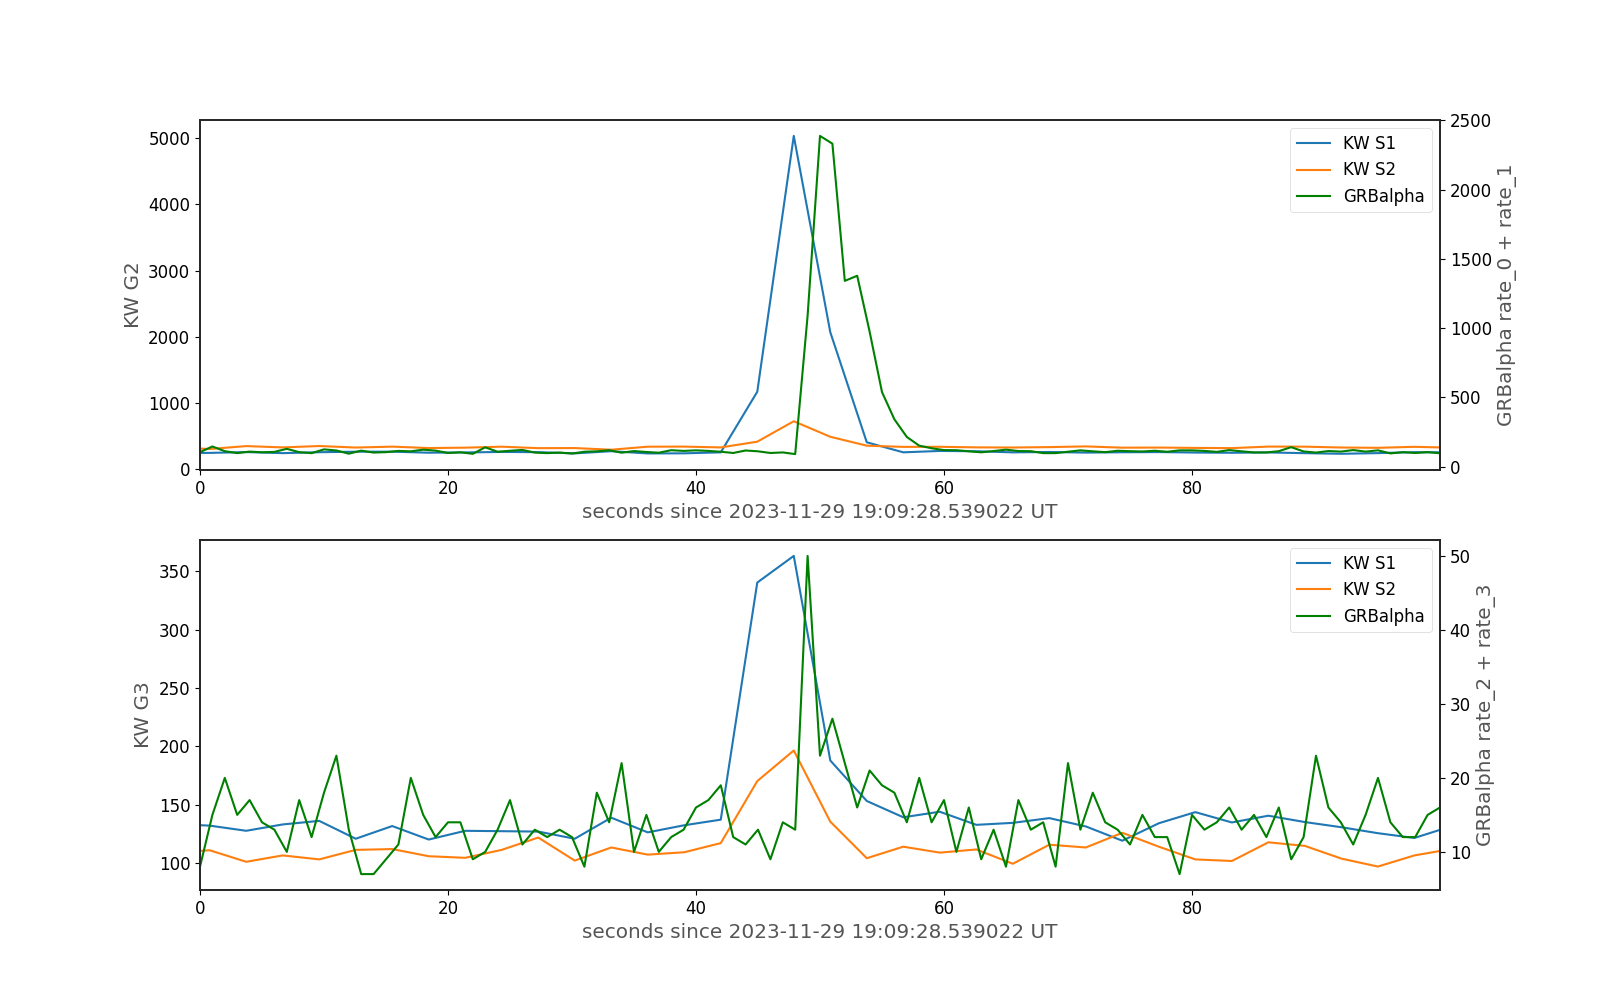 5000
4000
3000
2000
1000
0
KW G2
2500
2000
1500
1000
500
0
GRBalpha rate_0 + rate_1
KW S1
KW S2
GRBalpha
0 20 40 60 80
seconds since 2023-11-29 19:09:28.539022 UT
350
300
250
200
150
100
KW G3
50
40
30
20
10
GRBalpha rate_2 + rate_3
KW S1
KW S2
GRBalpha
0 20 40 60 80
seconds since 2023-11-29 19:09:28.539022 UT